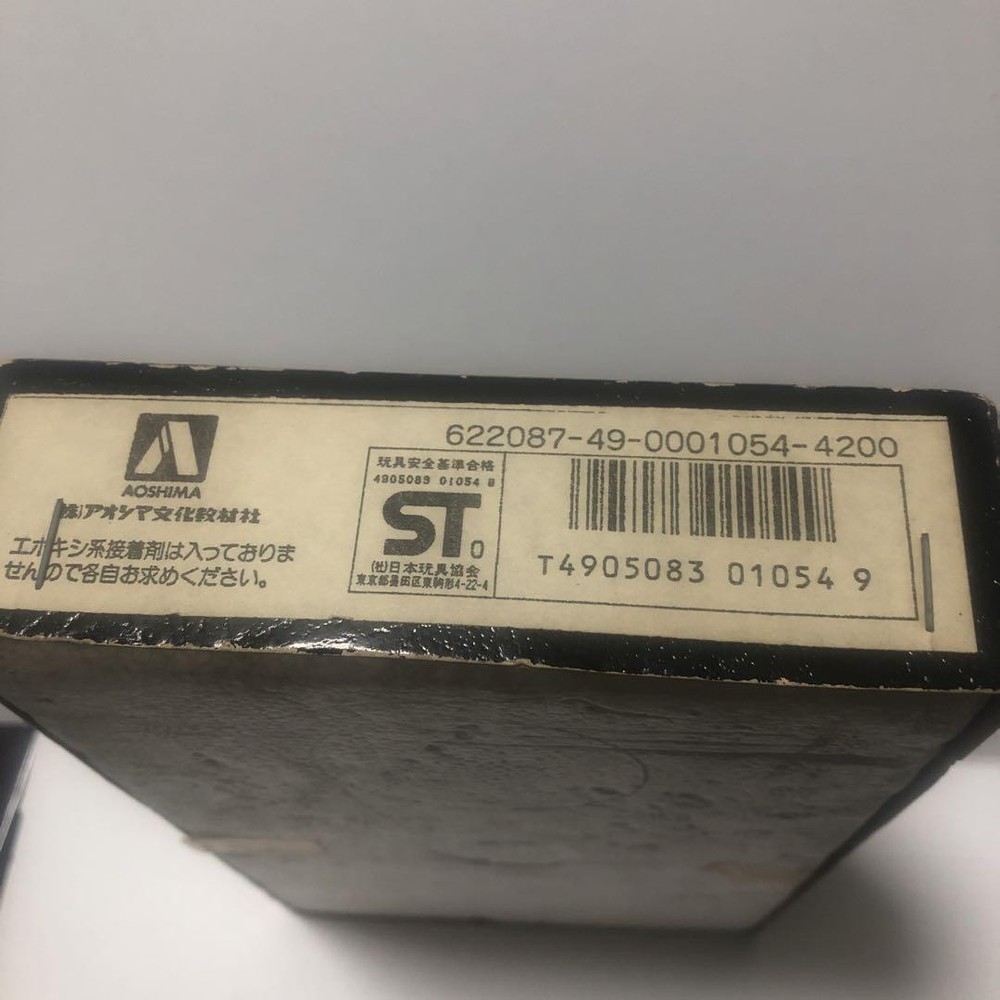 AOSHIMA
(株)アオシマ文化教材社
エポキシ系接着剤は入っておりま
せんので各自お求めください。
622087-49-0001054-4200
玩具安全基準合格
4905083 01054 9
ST0
(社)日本玩具協会
東京都墨田区東駒形4-22-4
T4905083 01054 9